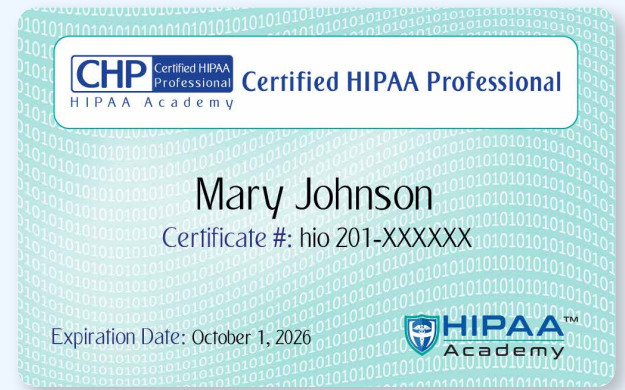 CHP Certified HIPAA
Professional
HIPAA Academy
Certified HIPAA Professional
Mary Johnson
Certificate #: hio 201-XXXXXX
Expiration Date: October 1, 2026
HIPAA™
Academy